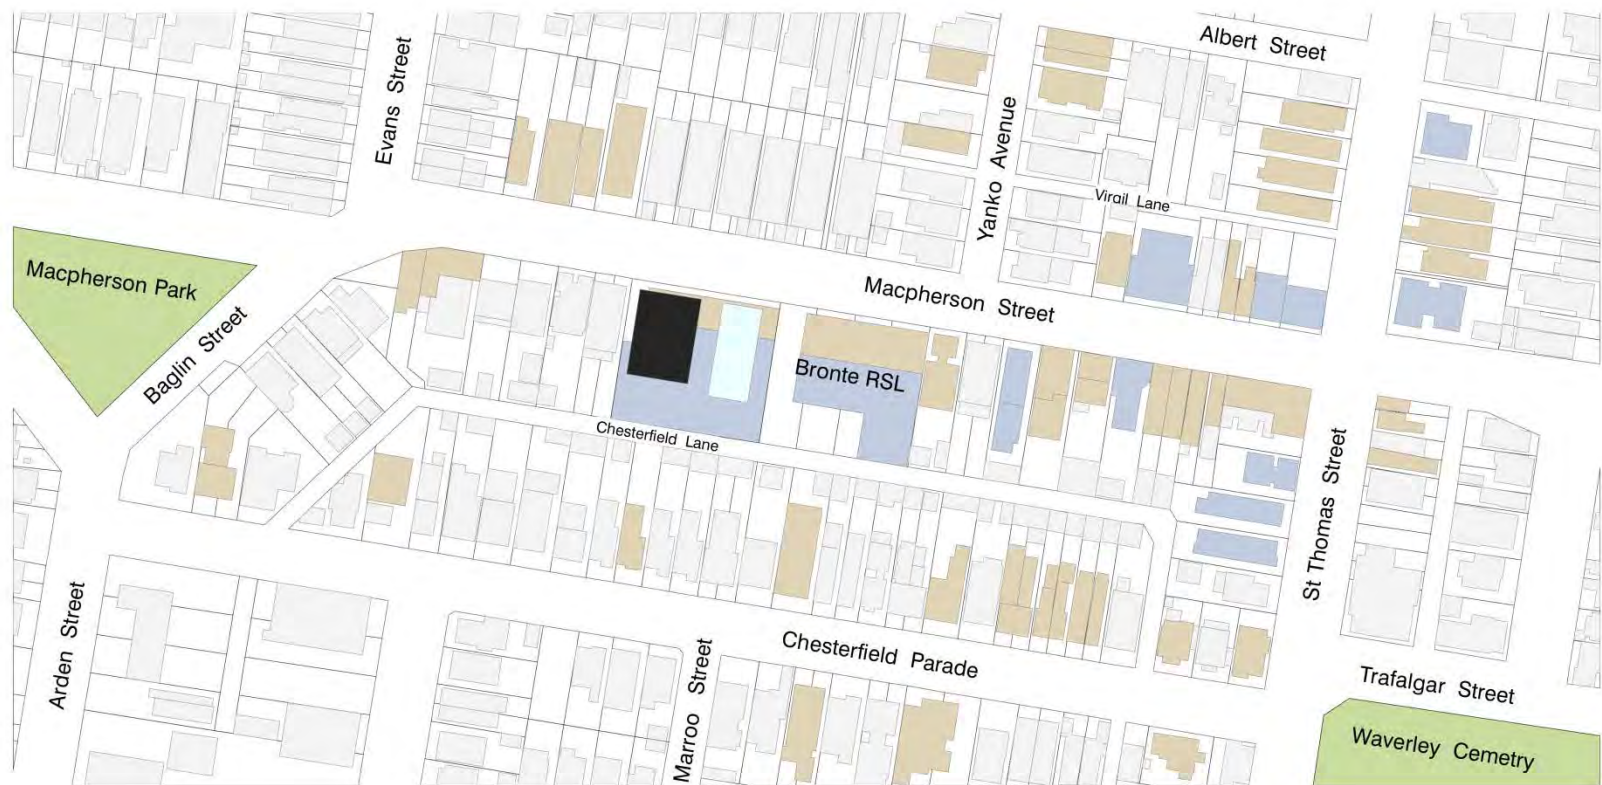 Albert Street
Evans Street
Yanko Avenue
Virgil Lane
Macpherson Park
Macpherson Street
Baglin Street
Bronte RSL
Chesterfield Lane
St Thomas Street
Arden Street
Chesterfield Parade
Marroo Street
Trafalgar Street
Waverley Cemetry